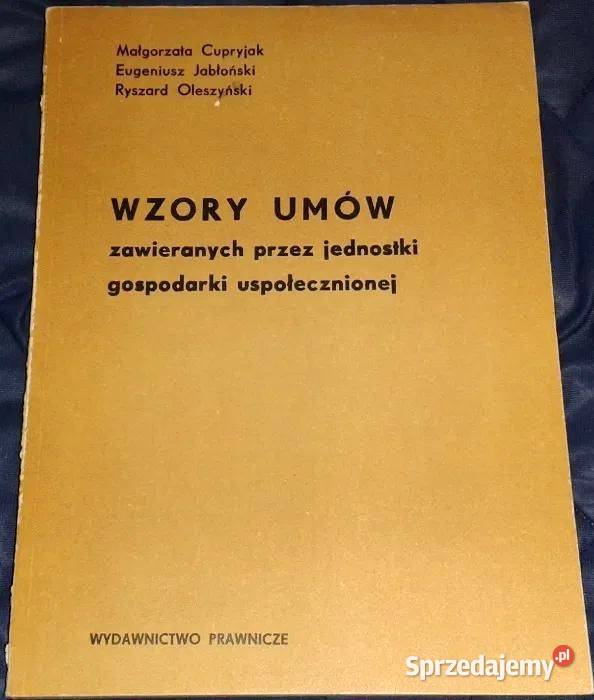 Małgorzata Cupryjak
Eugeniusz Jabłoński
Ryszard Oleszyński
WZORY UMÓW
zawieranych przez jednostki
gospodarki uspołecznionej
WYDAWNICTWO PRAWNICZE
Sprzedajemy.pl